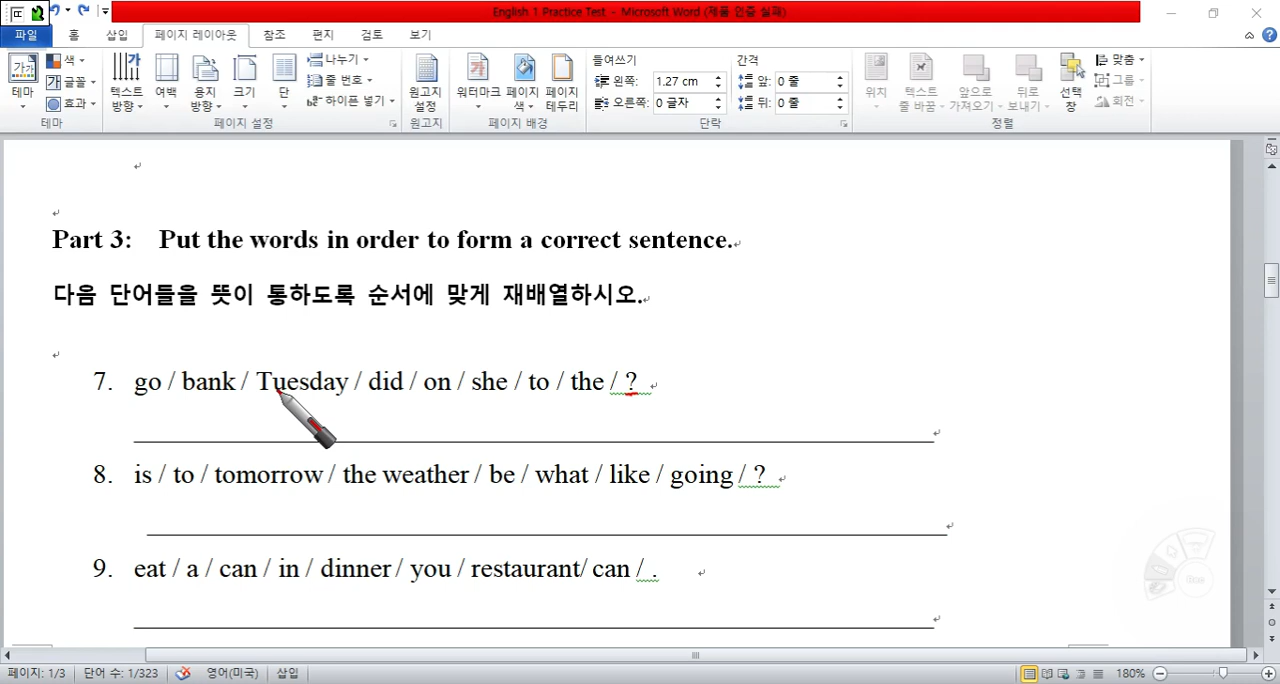 English 1 Practice Test - Microsoft Word (제품 인증 실패)
파일 홈 삽입 페이지 레이아웃 참조 편지 검토 보기
테마 색 글꼴 효과
텍스트 방향 여백 용지 방향 크기 단 나누기 줄 번호 하이픈 넣기
원고지 설정
워터마크 페이지 색 페이지 테두리
들여쓰기 간격
왼쪽: 1.27 cm 앞: 0 줄
오른쪽: 0 글자 뒤: 0 줄
위치 텍스트 줄 바꿈 앞으로 가져오기 뒤로 보내기 선택 창 맞춤 그룹 회전
테마 페이지 설정 원고지 페이지 배경 단락 정렬
Part 3: Put the words in order to form a correct sentence.
다음 단어들을 뜻이 통하도록 순서에 맞게 재배열하시오.
7. go / bank / Tuesday / did / on / she / to / the / ?
8. is / to / tomorrow / the weather / be / what / like / going / ?
9. eat / a / can / in / dinner / you / restaurant/ can / .
페이지: 1/3 단어 수: 1/323 영어(미국) 삽입 180%